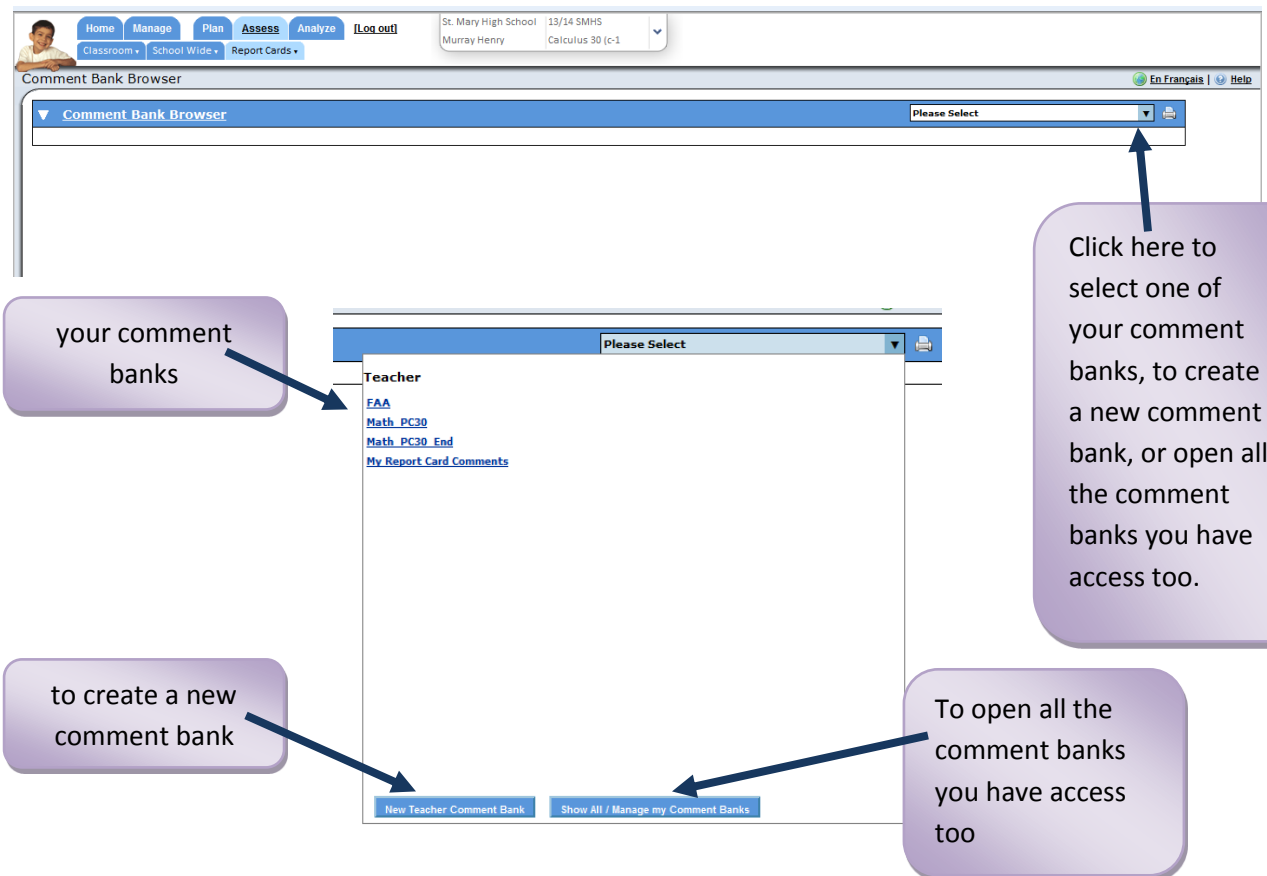 Home Manage Plan Assess Analyze [Log out]
St. Mary High School 13/14 SMHS
Murray Henry Calculus 30 (c-1
Classroom School Wide Report Cards
Comment Bank Browser
En Français | Help
Comment Bank Browser
Please Select
Click here to
select one of
your comment
banks, to create
a new comment
bank, or open all
the comment
banks you have
access too.
your comment
banks
Please Select
Teacher
FAA
Math PC30
Math PC30 End
My Report Card Comments
to create a new
comment bank
To open all the
comment banks
you have access
too
New Teacher Comment Bank
Show All / Manage my Comment Banks